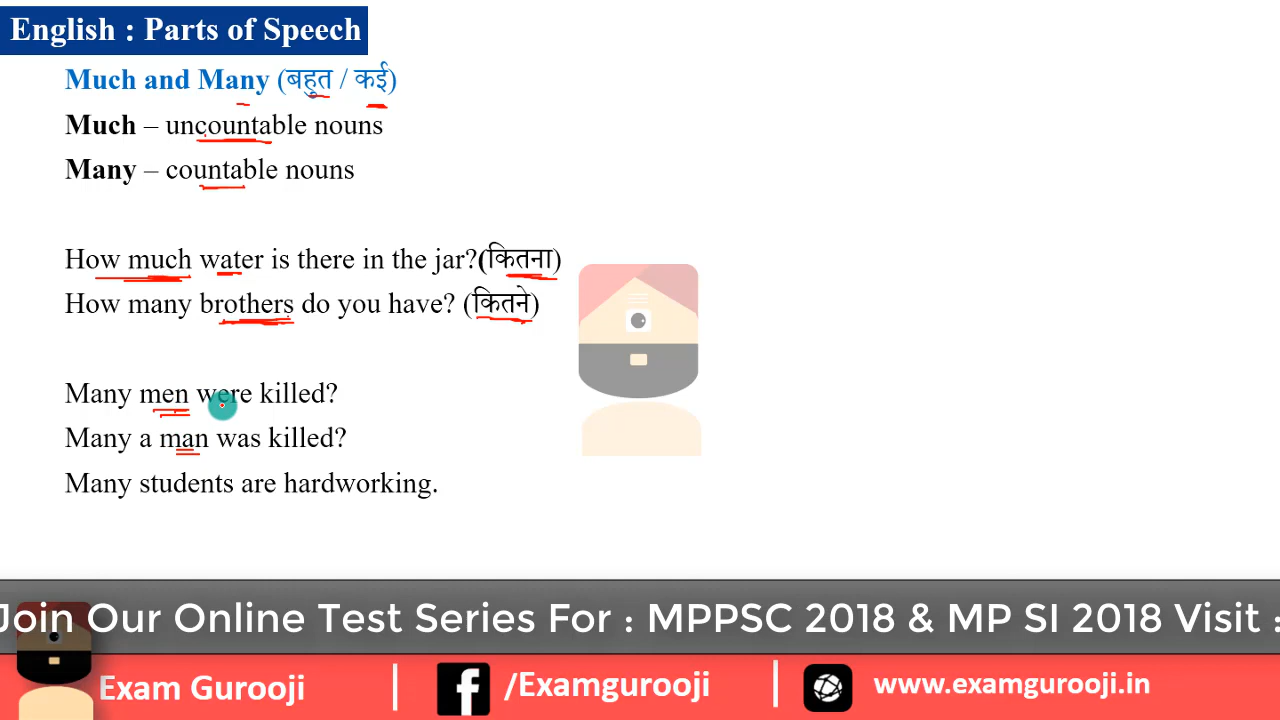 English : Parts of Speech
Much and Many (बहुत / कई)
Much – uncountable nouns
Many – countable nouns
How much water is there in the jar?(कितना)
How many brothers do you have? (कितने)
Many men were killed?
Many a man was killed?
Many students are hardworking.
Join Our Online Test Series For : MPPSC 2018 & MP SI 2018 Visit :
Exam Gurooji | f /Examgurooji | www.examgurooji.in